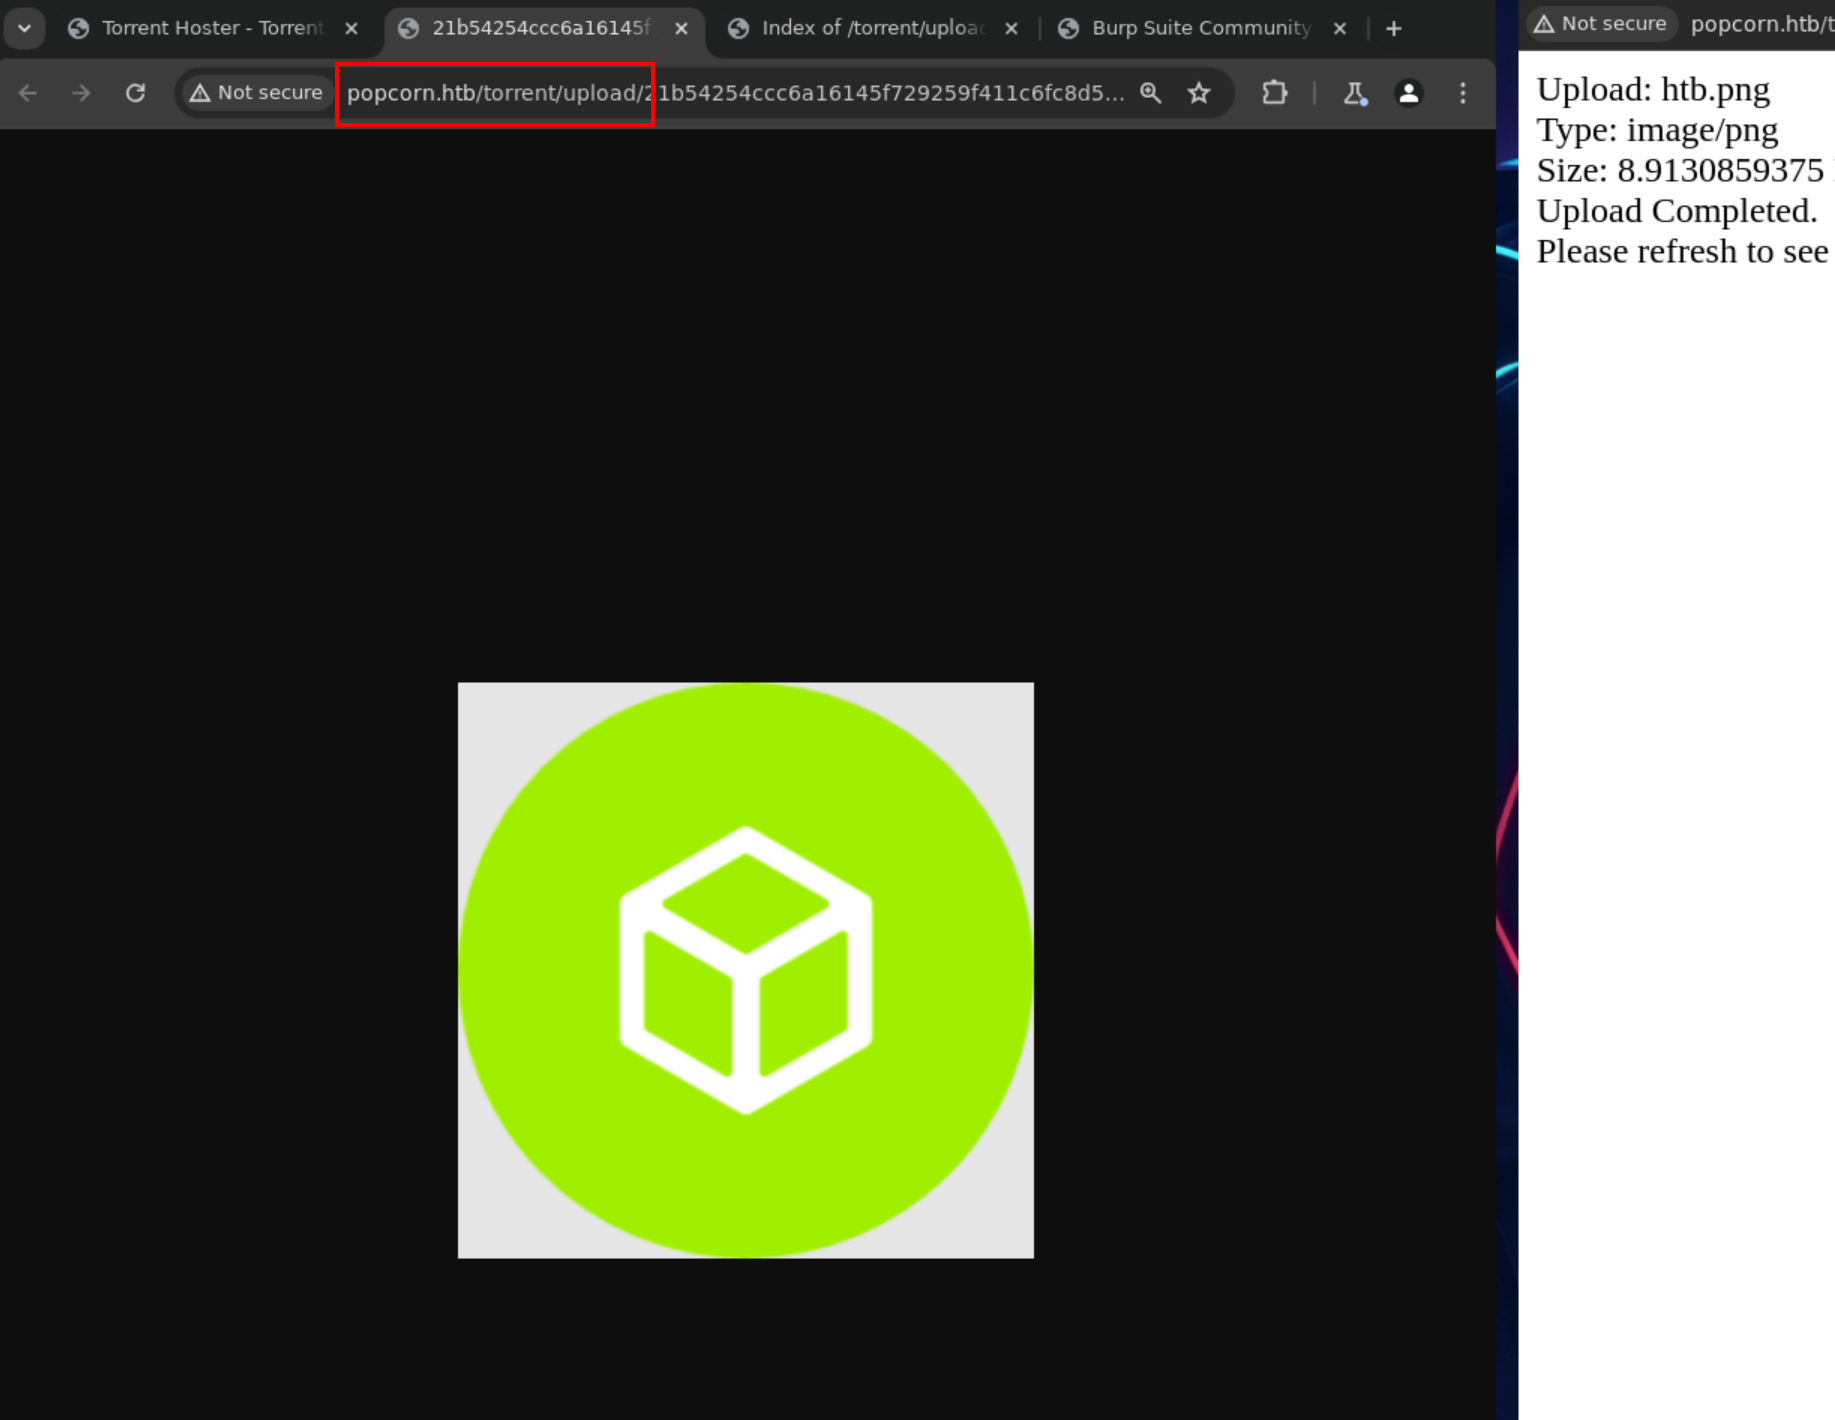 Torrent Hoster - Torrent
21b54254ccc6a16145f
Index of /torrent/uploa
Burp Suite Community
Not secure
popcorn.htb/torrent/upload/21b54254ccc6a16145f729259f411c6fc8d5...
Not secure
popcorn.htb/t
Upload: htb.png
Type: image/png
Size: 8.9130859375
Upload Completed.
Please refresh to see